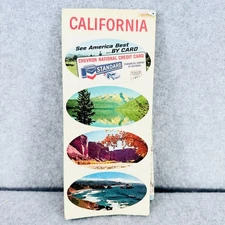 CALIFORNIA
See America Best
...BY CARD
CHEVRON NATIONAL CREDIT CARD
STANDARD